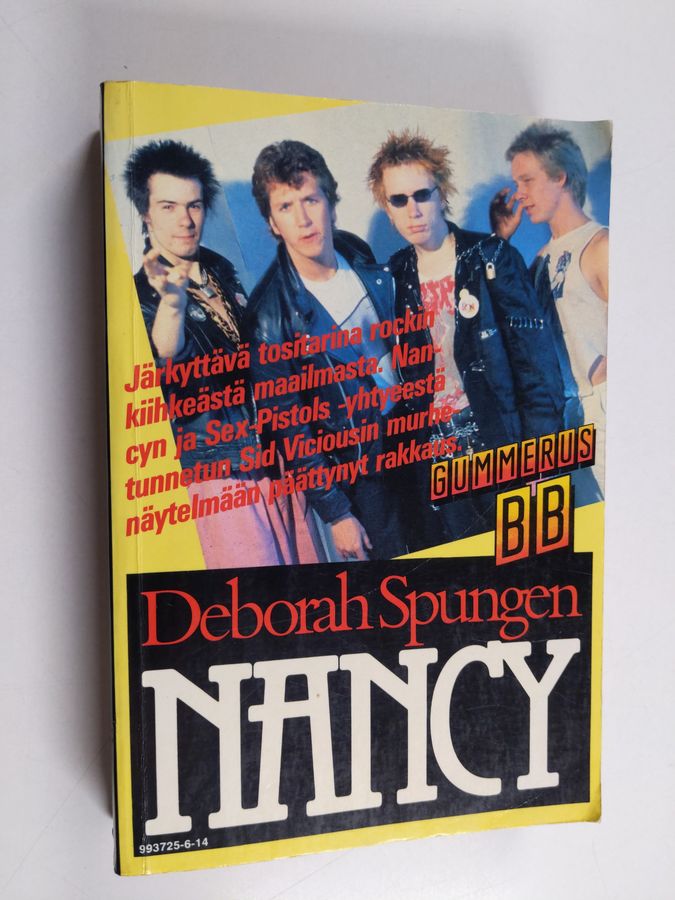 Järkyttävä tositarina rockin
kiihkeästä maailmasta. Nan-
cyn ja Sex-Pistols -yhtyeestä
tunnetun Sid Viciousin murhe-
näytelmään päättynyt rakkaus.
GUMMERUS
BB
Deborah Spungen
NANCY
993725-6-14